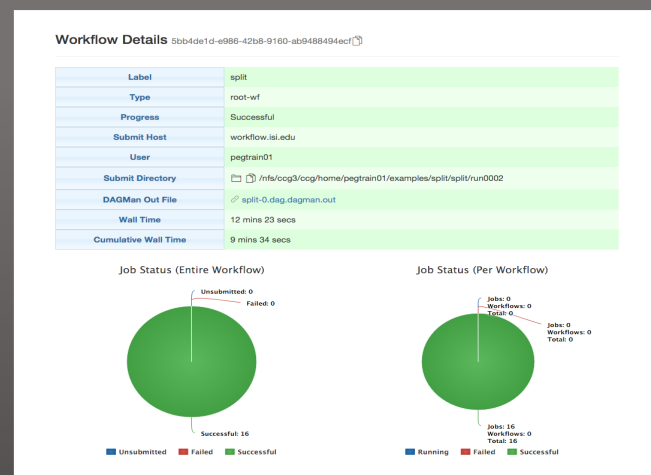 Workflow Details 5bb4de1d-e986-42b8-9160-ab9488494ecf
Label split
Type root-wf
Progress Successful
Submit Host workflow.isi.edu
User pegtrain01
Submit Directory /nfs/ccg3/ccg/home/pegtrain01/examples/split/split/run0002
DAGMan Out File split-0.dag.dagman.out
Wall Time 12 mins 23 secs
Cumulative Wall Time 9 mins 34 secs
Job Status (Entire Workflow)
Unsubmitted: 0
Failed: 0
Successful: 16
Unsubmitted Failed Successful
Job Status (Per Workflow)
Jobs: 0
Workflows: 0
Total: 0
Jobs: 0
Workflows: 0
Total: 0
Jobs: 16
Workflows: 0
Total: 16
Running Failed Successful